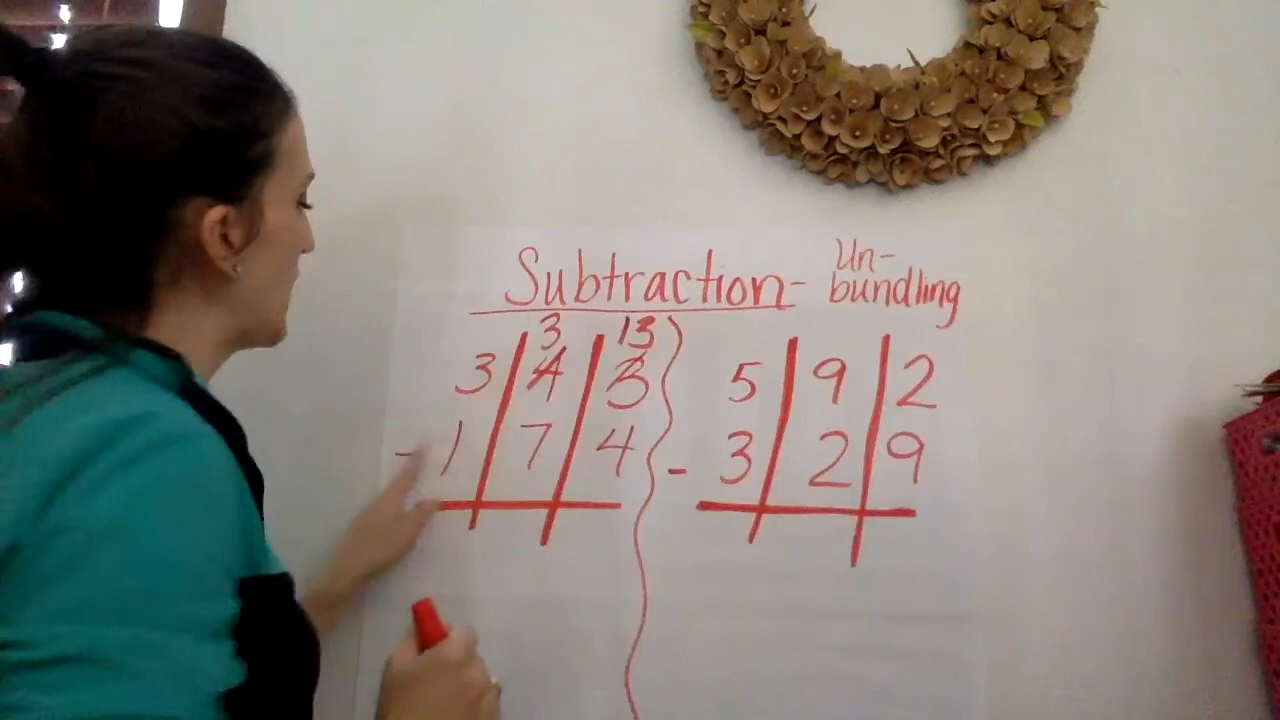 Subtraction- Un-
bundling
3 13
3 4 3
- 1 7 4
5 9 2
- 3 2 9